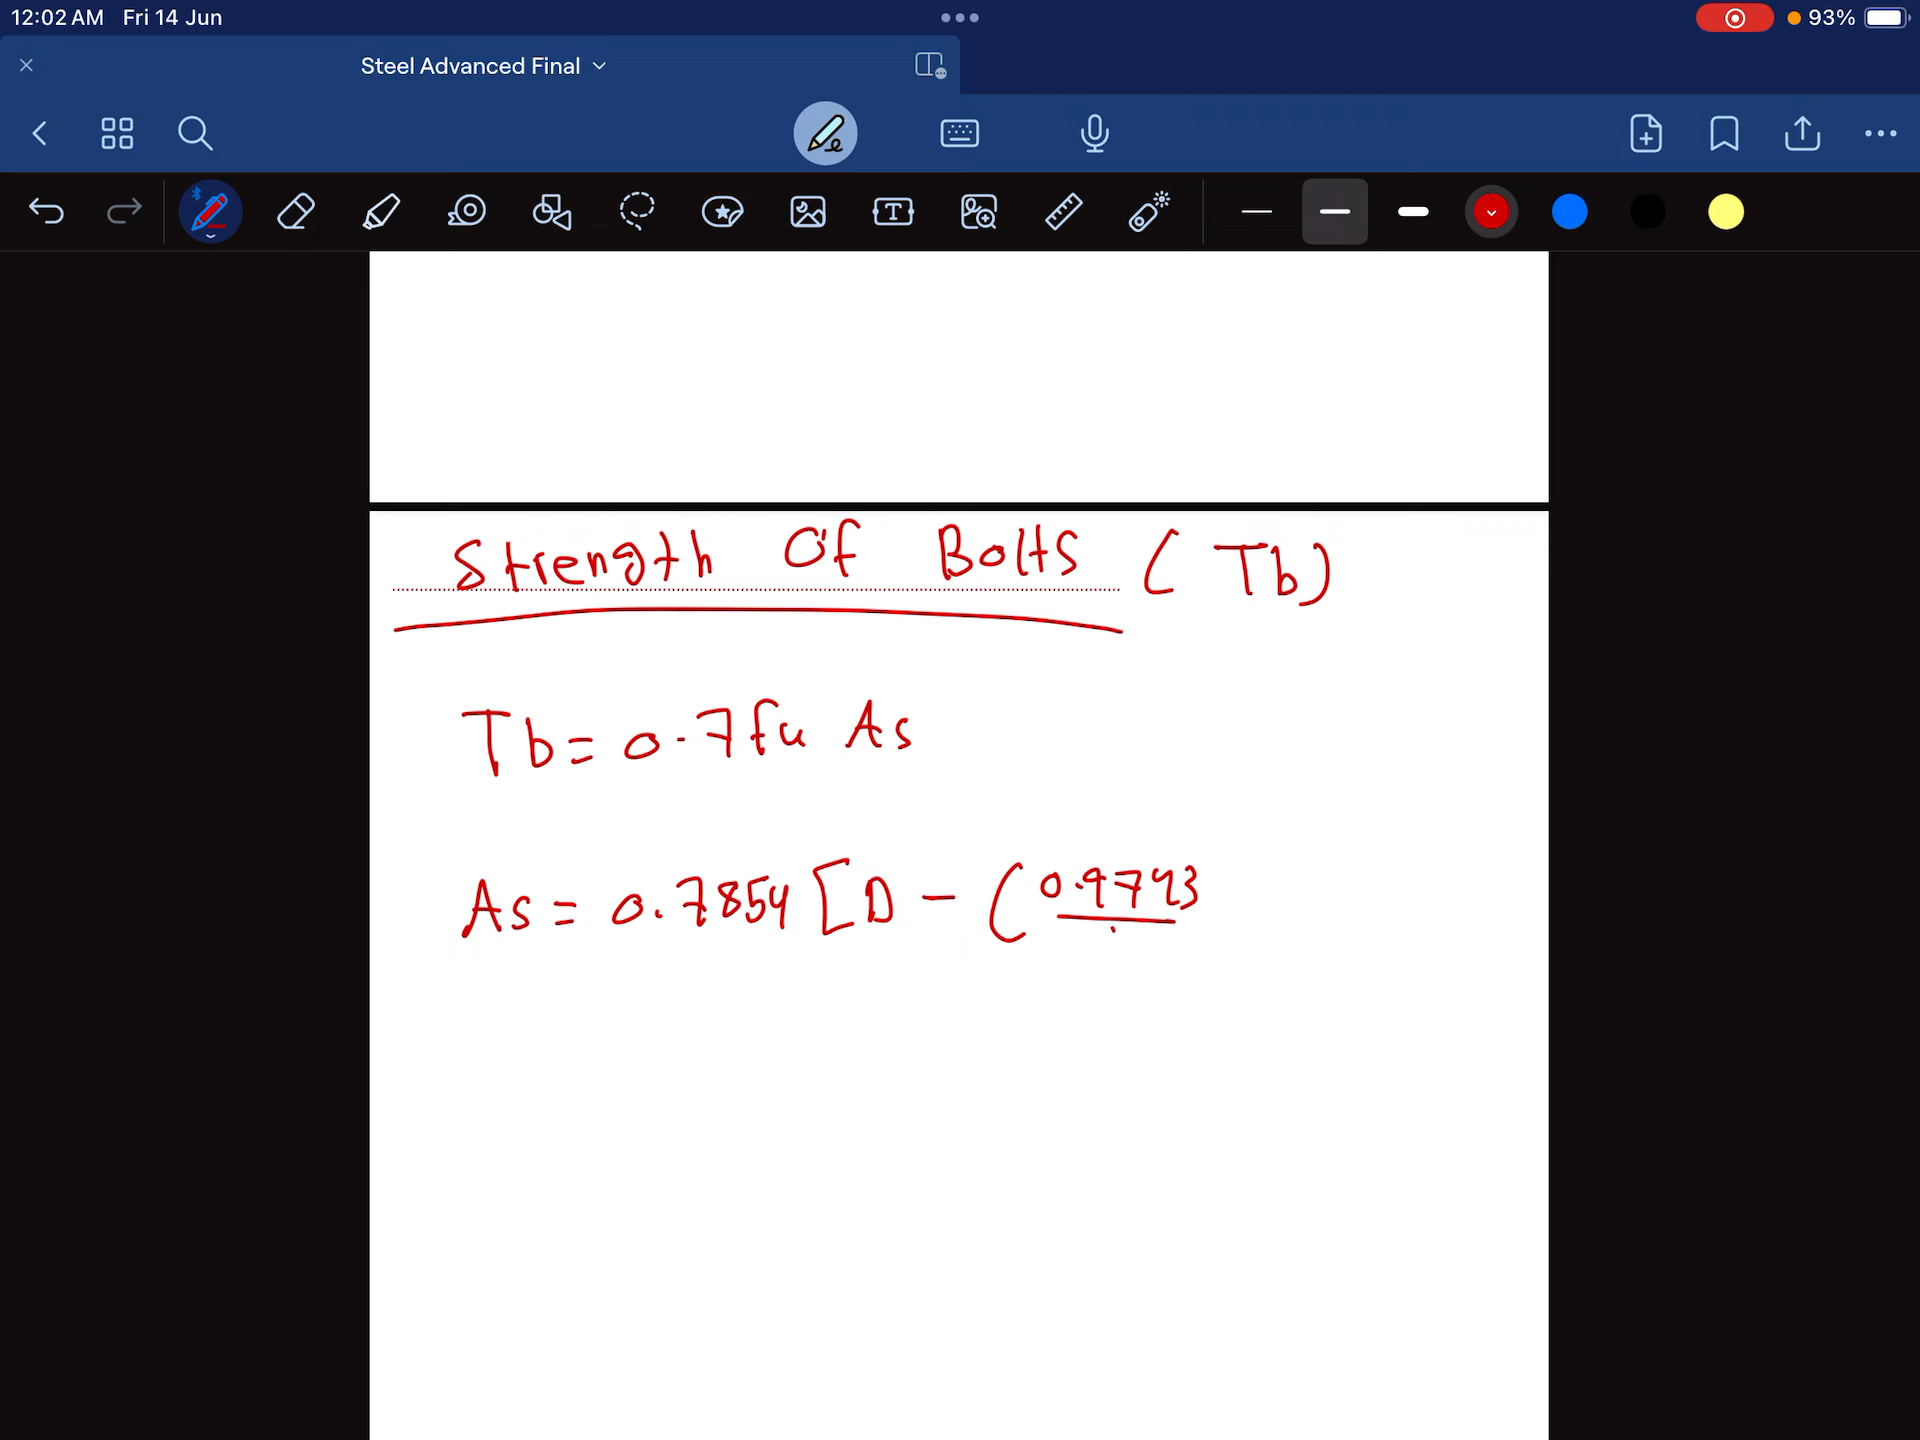 12:02 AM Fri 14 Jun
93%
Steel Advanced Final
Strength Of Bolts ( Tb)
Tb= 0.7fu As
As = 0.7854 [D - ( 0.9743